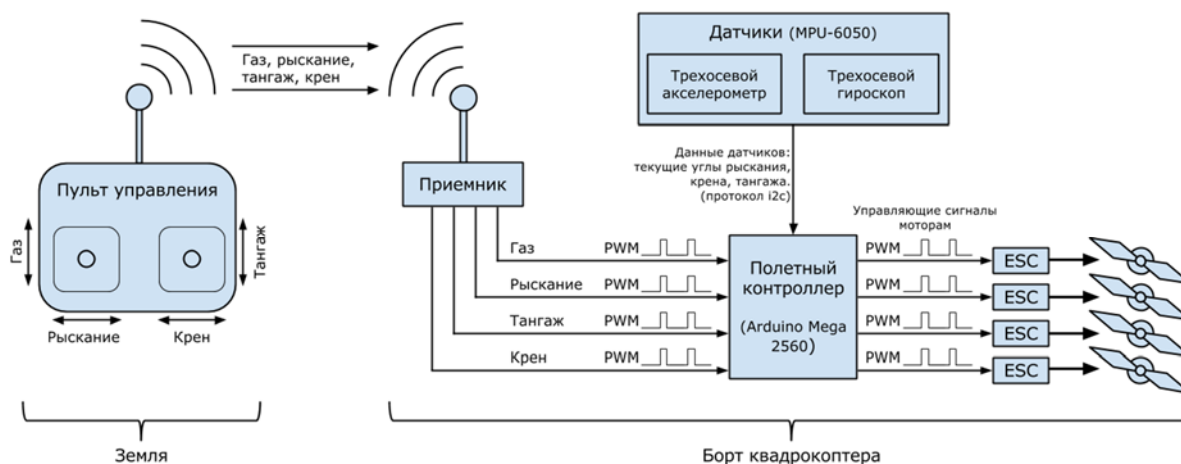 Газ, рыскание,
тангаж, крен
Датчики (MPU-6050)
Трехосевой
акселерометр
Трехосевой
гироскоп
Данные датчиков:
текущие углы рыскания,
крена, тангажа.
(протокол i2c)
Пульт управления
Газ
Тангаж
Рыскание
Крен
Приемник
Управляющие сигналы
моторам
Газ
PWM
Рыскание
PWM
Тангаж
PWM
Крен
PWM
Полетный
контроллер
(Arduino Mega
2560)
PWM
ESC
PWM
ESC
PWM
ESC
PWM
ESC
Земля
Борт квадрокоптера